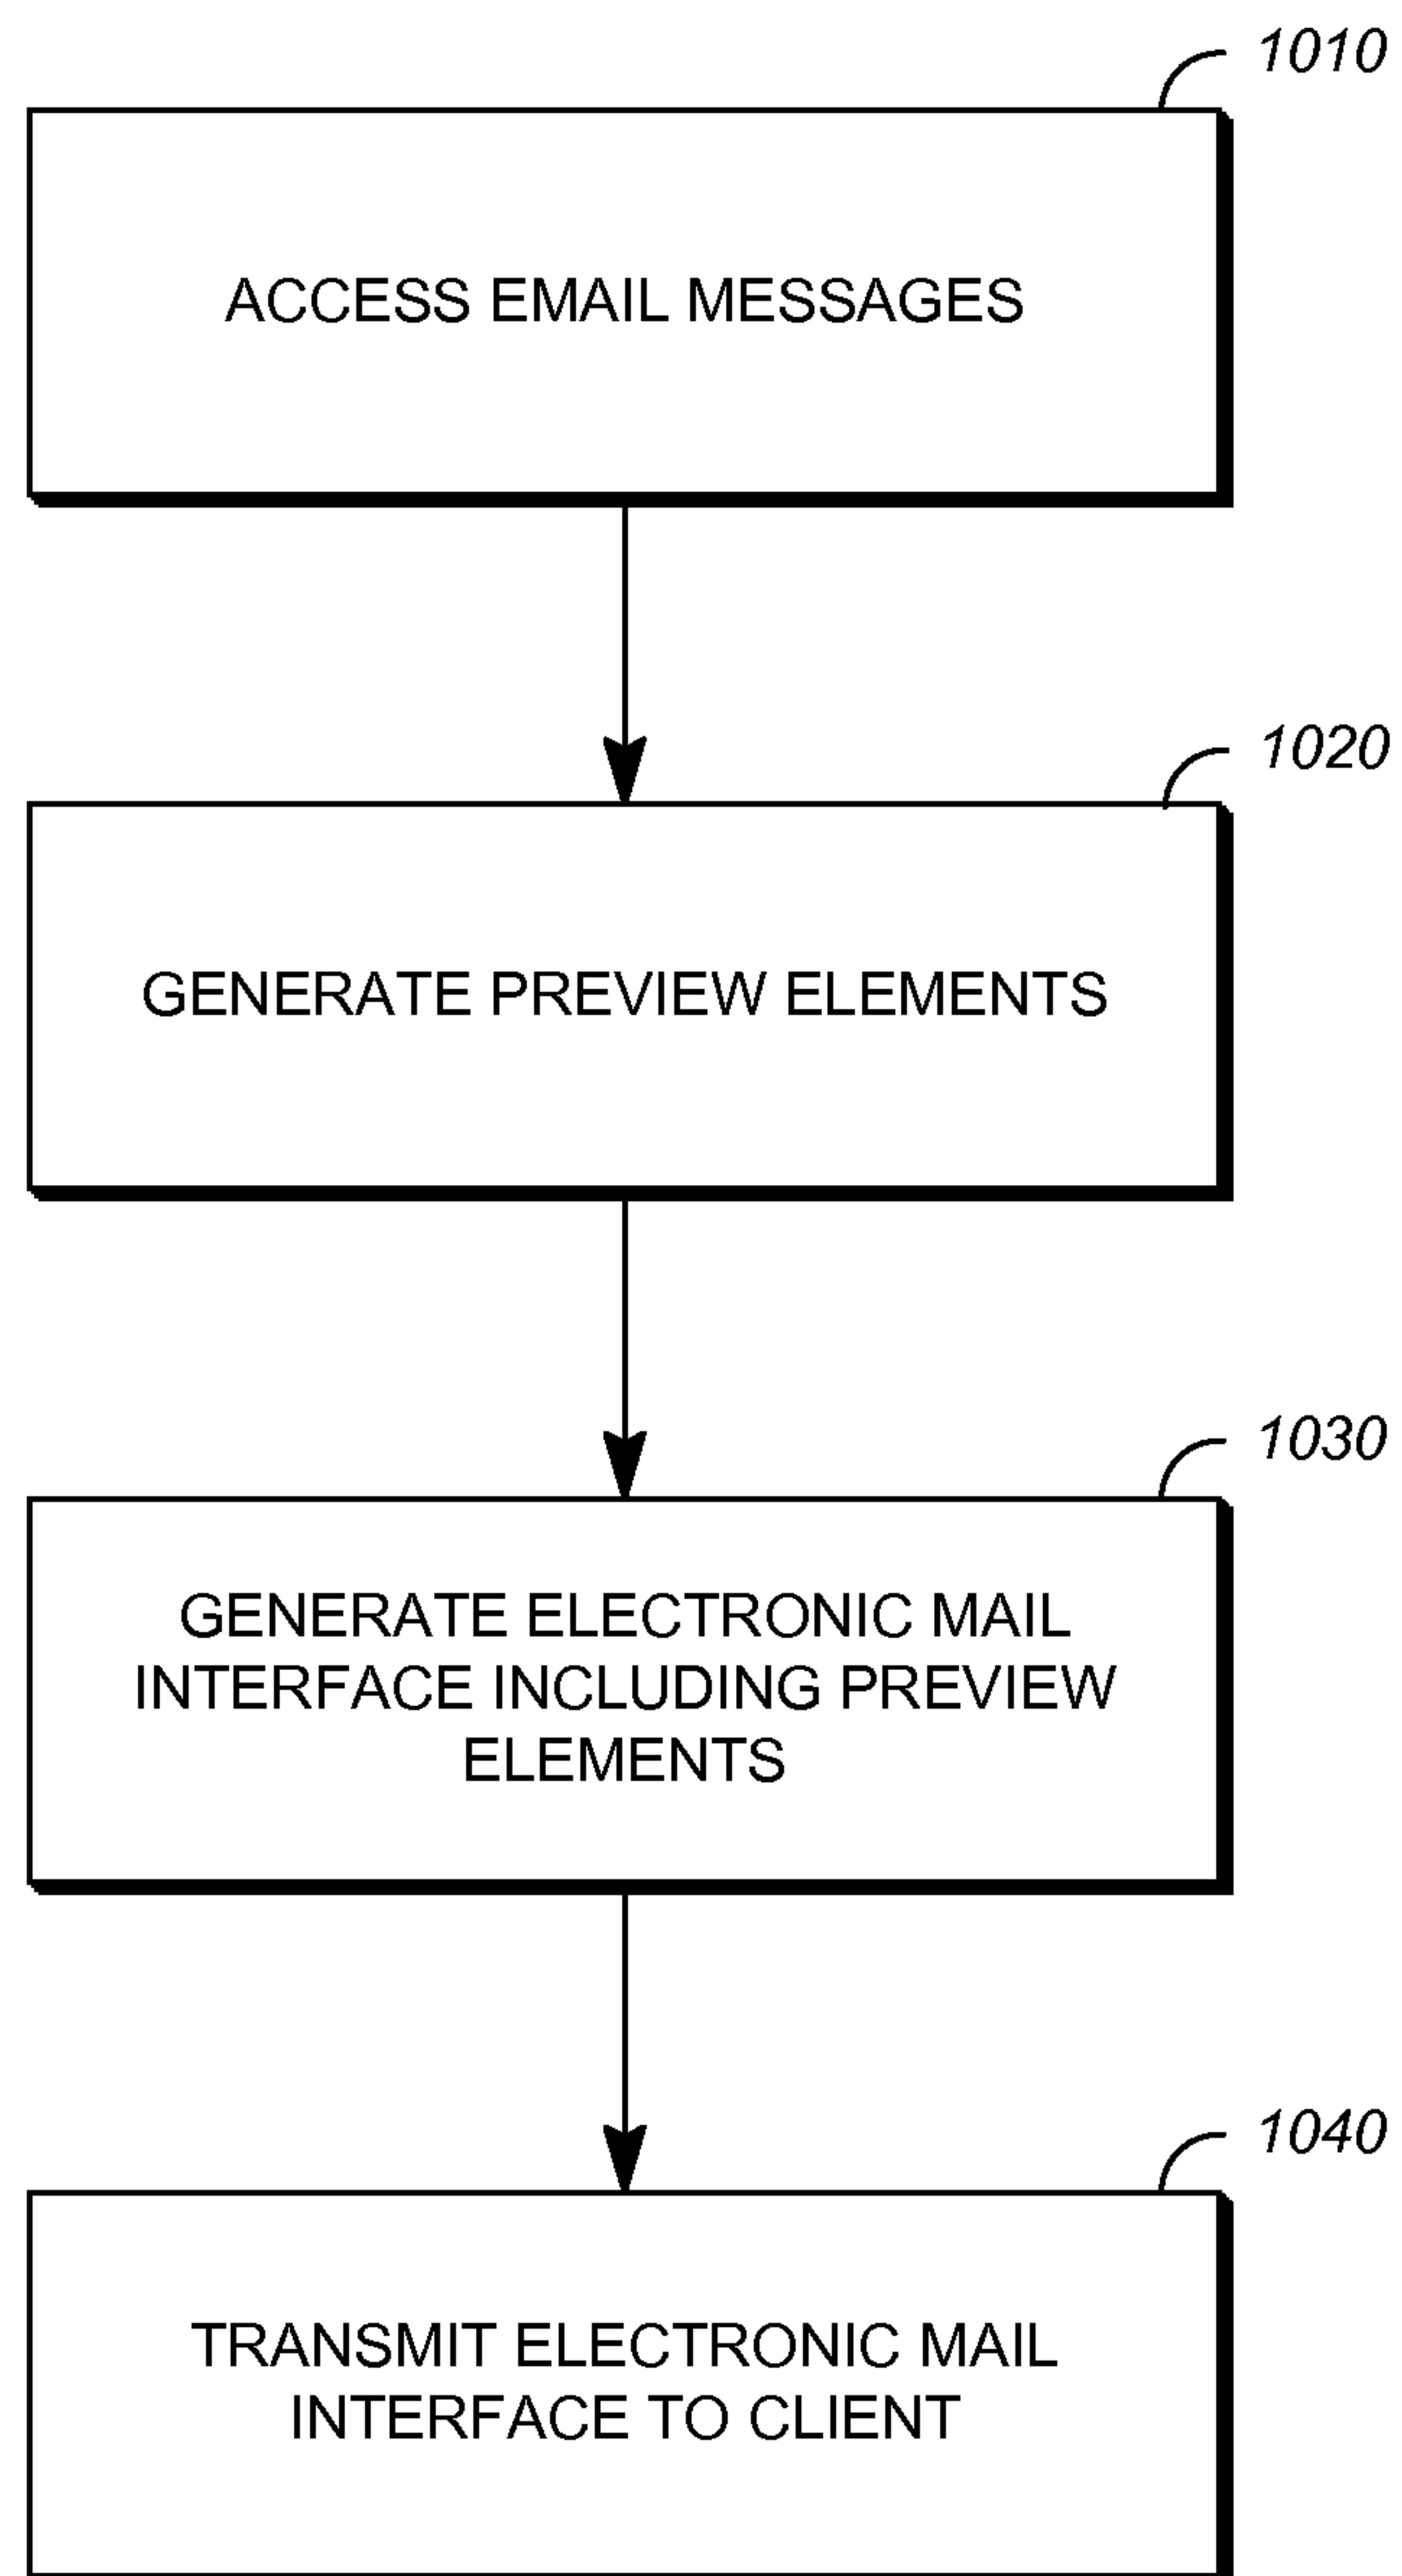 1010
ACCESS EMAIL MESSAGES
1020
GENERATE PREVIEW ELEMENTS
1030
GENERATE ELECTRONIC MAIL
INTERFACE INCLUDING PREVIEW
ELEMENTS
1040
TRANSMIT ELECTRONIC MAIL
INTERFACE TO CLIENT